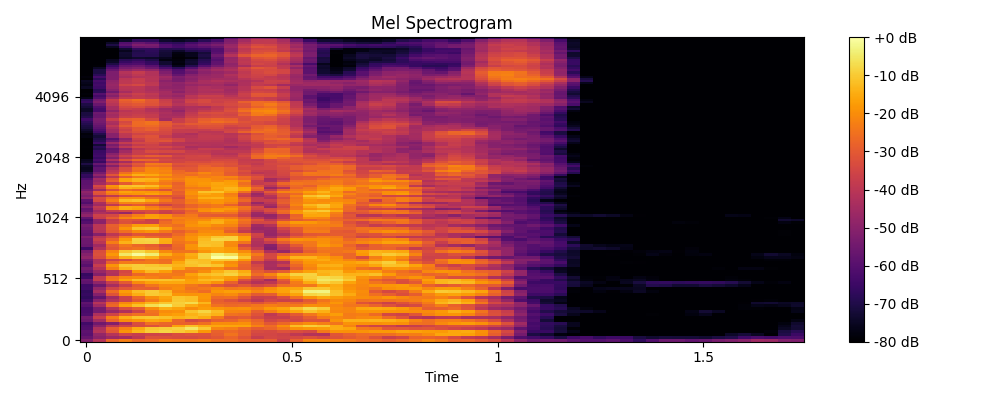 Mel Spectrogram
Hz
4096
2048
1024
512
0
0
0.5
1
1.5
Time
+0 dB
-10 dB
-20 dB
-30 dB
-40 dB
-50 dB
-60 dB
-70 dB
-80 dB